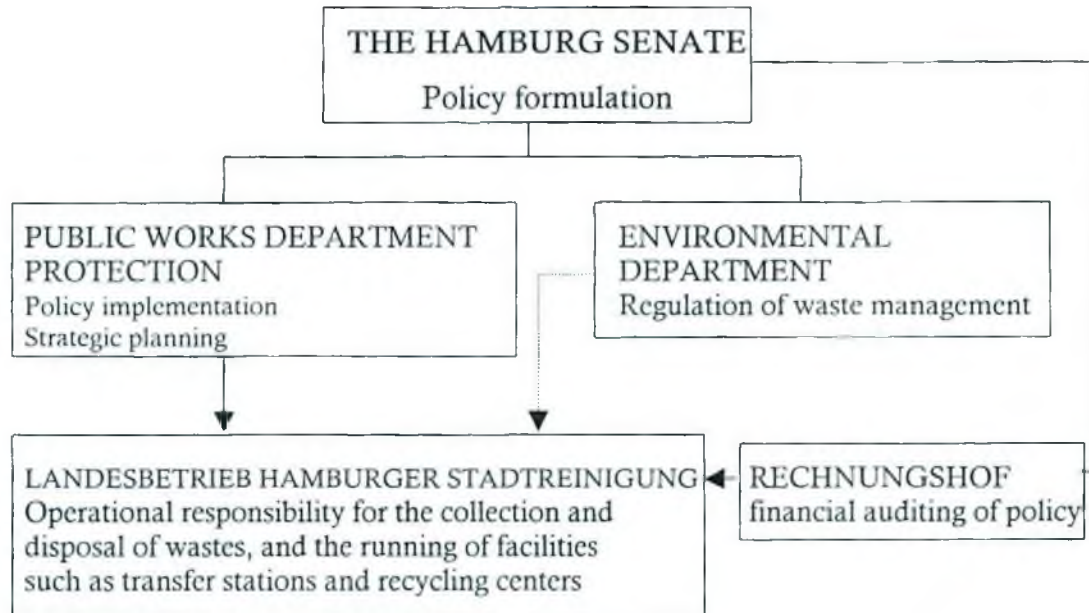 THE HAMBURG SENATE
Policy formulation
PUBLIC WORKS DEPARTMENT
PROTECTION
Policy implementation
Strategic planning
ENVIRONMENTAL
DEPARTMENT
Regulation of waste management
LANDESBETRIEB HAMBURGER STADTREINIGUNG
Operational responsibility for the collection and
disposal of wastes, and the running of facilities
such as transfer stations and recycling centers
RECHNUNGSHOF
financial auditing of policy